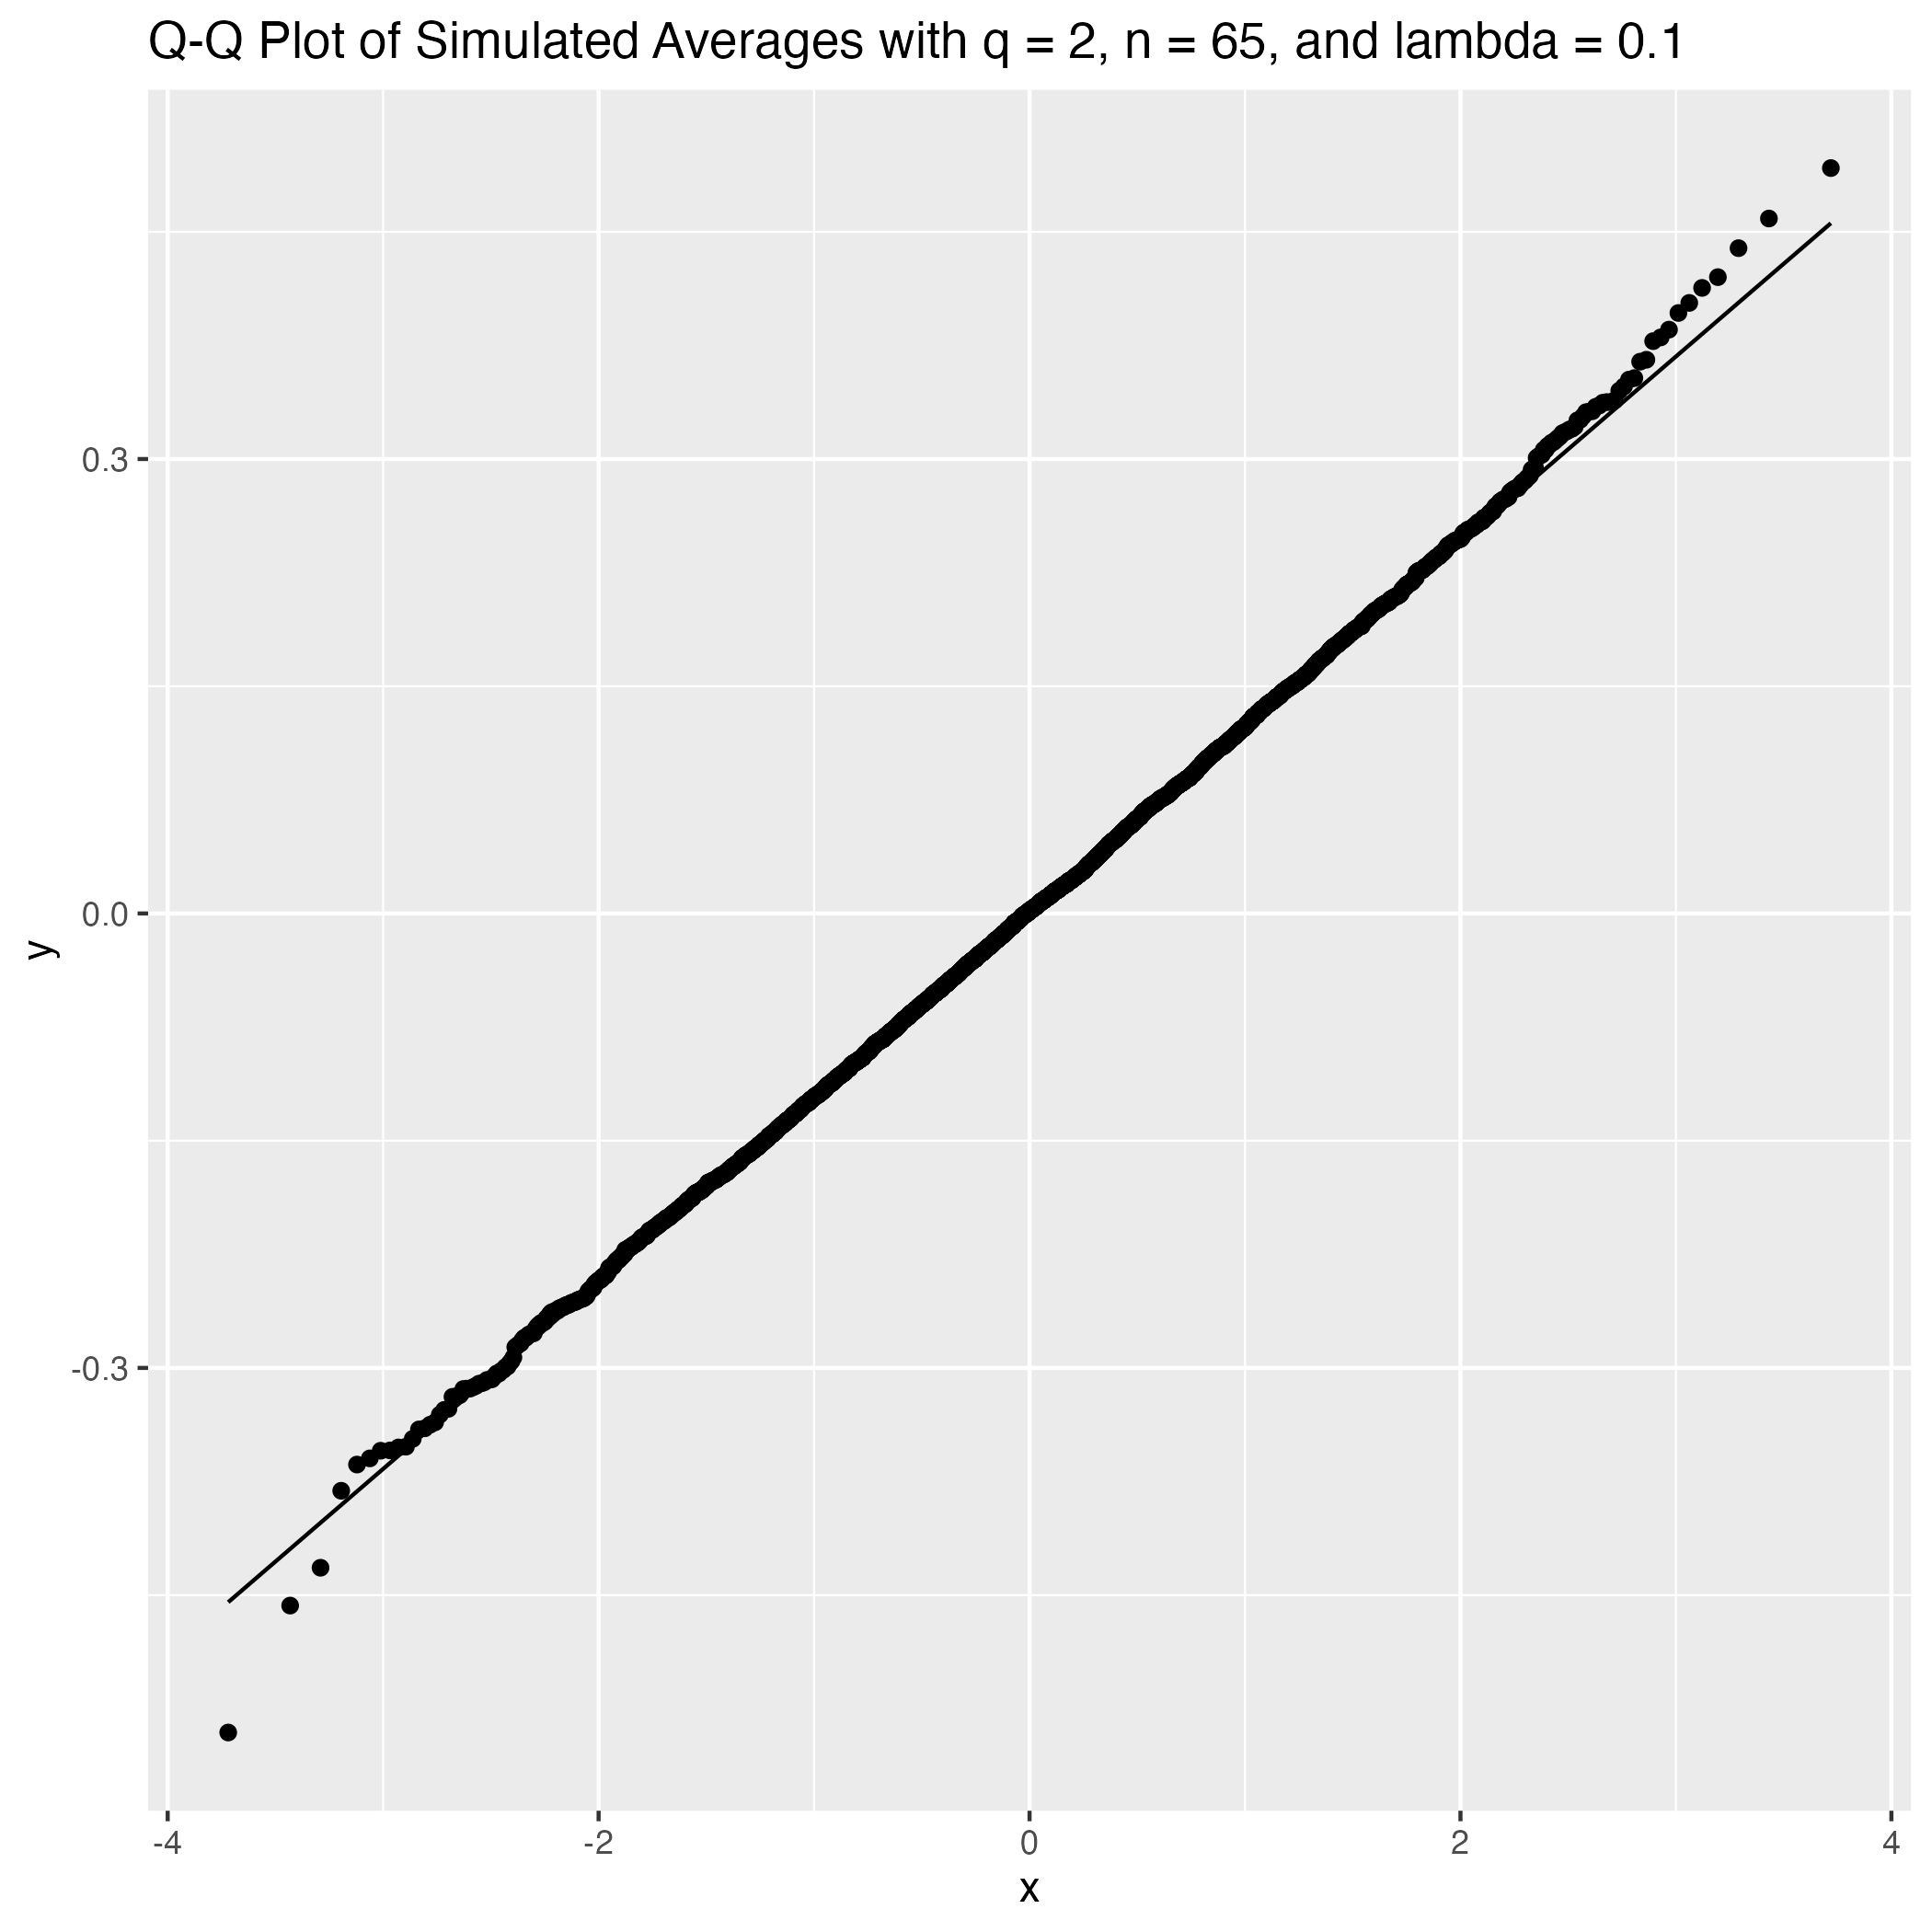 Q-Q Plot of Simulated Averages with q = 2, n = 65, and lambda = 0.1
y
0.3
0.0
-0.3
-4
-2
0
2
4
x